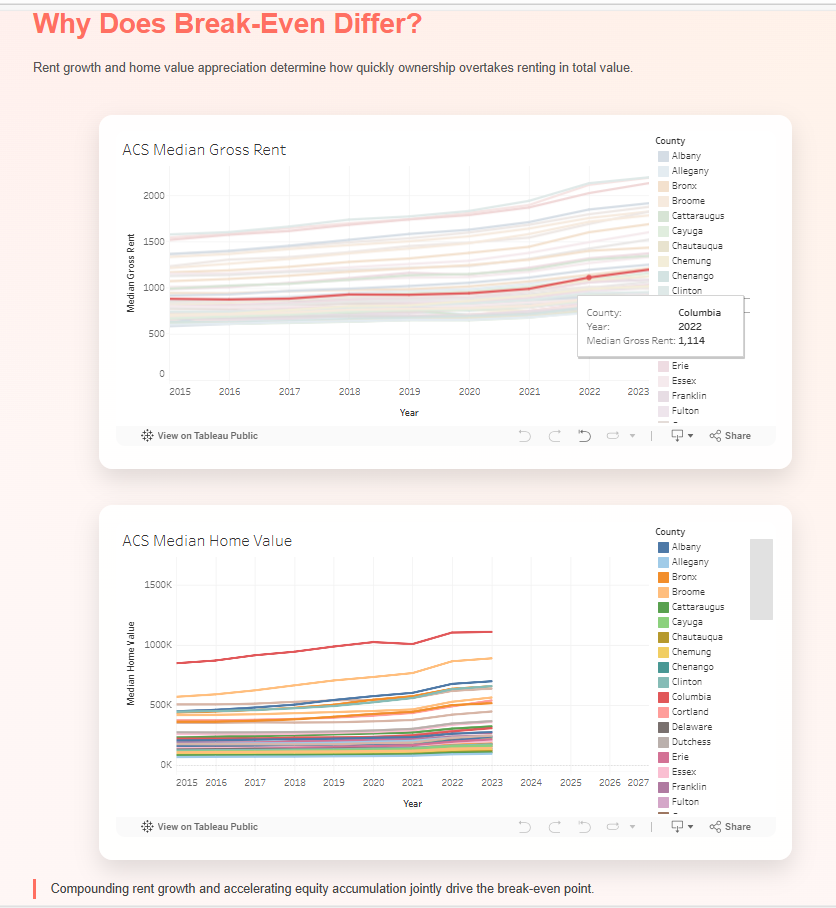 Why Does Break-Even Differ?
Rent growth and home value appreciation determine how quickly ownership overtakes renting in total value.
ACS Median Gross Rent
County
Albany
Allegany
Bronx
Broome
Cattaraugus
Cayuga
Chautauqua
Chemung
Chenango
Clinton
Median Gross Rent
2000
1500
1000
500
0
County: Columbia
Year: 2022
Median Gross Rent: 1,114
Erie
Essex
Franklin
Fulton
2015 2016 2017 2018 2019 2020 2021 2022 2023
Year
View on Tableau Public
Share
ACS Median Home Value
County
Albany
Allegany
Bronx
Broome
Cattaraugus
Cayuga
Chautauqua
Chemung
Chenango
Clinton
Columbia
Cortland
Delaware
Dutchess
Erie
Essex
Franklin
Fulton
Median Home Value
1500K
1000K
500K
0K
2015 2016 2017 2018 2019 2020 2021 2022 2023 2024 2025 2026 2027
Year
View on Tableau Public
Share
Compounding rent growth and accelerating equity accumulation jointly drive the break-even point.